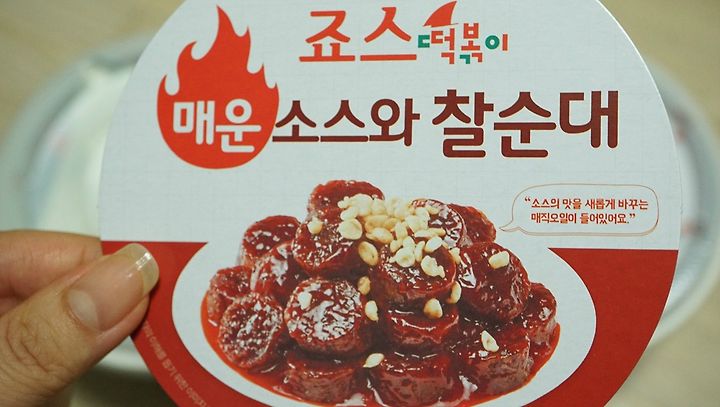 죠스떡볶이
매운 소스와 찰순대
"소스의 맛을 새롭게 바꾸는
매직오일이 들어있어요."